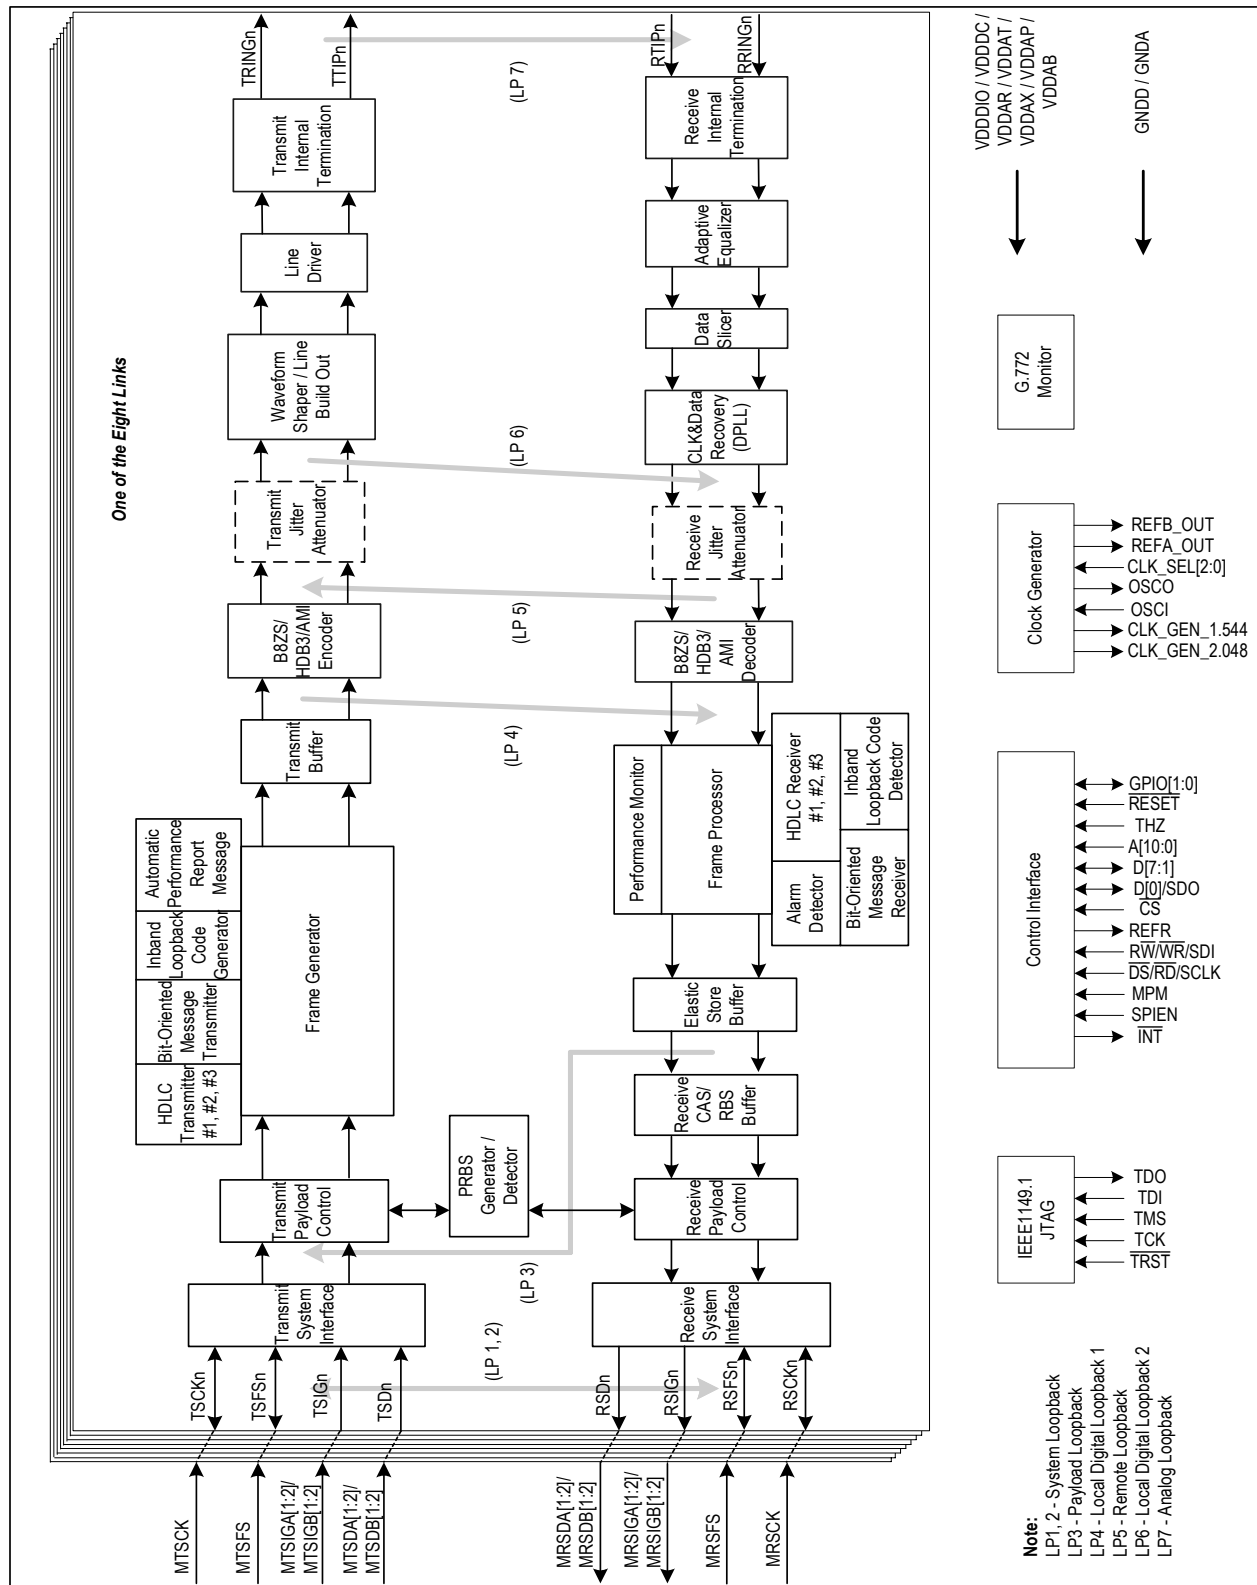 One of the Eight Links
TRINGn
TTIPn
(LP 7)
RTIPn
RRINGn
Transmit
Internal
Termination
Receive
Internal
Termination
Line
Driver
Adaptive
Equalizer
Data
Slicer
Waveform
Shaper / Line
Build Out
(LP 6)
CLK&Data
Recovery
(DPLL)
Transmit
Jitter
Attenuator
Receive
Jitter
Attenuator
(LP 5)
B8ZS/
HDB3/AMI
Encoder
B8ZS/
HDB3/
AMI
Decoder
(LP 4)
Transmit
Buffer
Automatic
Performance
Report
Message
Inband
Loopback
Code
Generator
Bit-Oriented
Message
Transmitter
HDLC
Transmitter
#1, #2, #3
Frame Generator
Performance Monitor
Frame Processor
HDLC Receiver
#1, #2, #3
Inband
Loopback Code
Detector
Alarm
Detector
Bit-Oriented
Message
Receiver
Elastic
Store
Buffer
Receive
CAS/
RBS
Buffer
PRBS
Generator /
Detector
Transmit
Payload
Control
Receive
Payload
Control
(LP 3)
Transmit
System
Interface
Receive
System
Interface
(LP 1, 2)
TSCKn
TSFSn
TSIGn
TSDn
RSDn
RSIGn
RSFSn
RSCKn
MTSCK
MTSFS
MTSIGA[1:2]/
MTSIGB[1:2]
MTSDA[1:2]/
MTSDB[1:2]
MRSDA[1:2]/
MRSDB[1:2]
MRSIGA[1:2]/
MRSIGB[1:2]
MRSFS
MRSCK
VDDDIO / VDDDC /
VDDAR / VDDAT /
VDDAX / VDDAP /
VDDAB
GNDD / GNDA
G.772
Monitor
Clock Generator
REFB_OUT
REFA_OUT
CLK_SEL[2:0]
OSCO
OSCI
CLK_GEN_1.544
CLK_GEN_2.048
Control Interface
GPIO[1:0]
RESET
THZ
A[10:0]
D[7:1]
D[0]/SDO
CS
REFR
RW/WR/SDI
DS/RD/SCLK
MPM
SPIEN
INT
IEEE1149.1
JTAG
TDO
TDI
TMS
TCK
TRST
Note:
LP1, 2 - System Loopback
LP3 - Payload Loopback
LP4 - Local Digital Loopback 1
LP5 - Remote Loopback
LP6 - Local Digital Loopback 2
LP7 - Analog Loopback